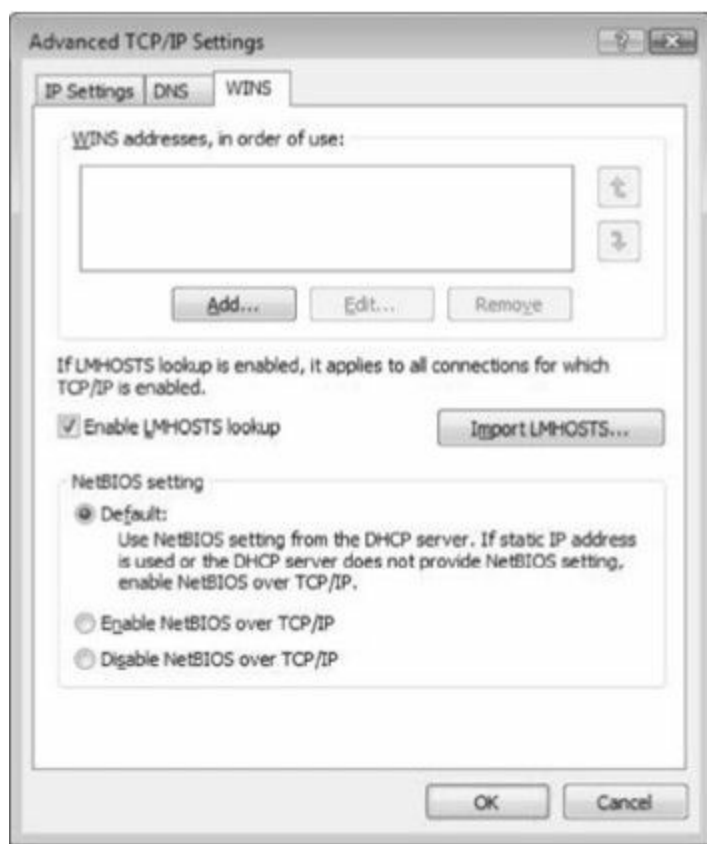 Advanced TCP/IP Settings
IP Settings DNS WINS
WINS addresses, in order of use:
Add... Edit... Remove
If LMHOSTS lookup is enabled, it applies to all connections for which
TCP/IP is enabled.
Enable LMHOSTS lookup Import LMHOSTS...
NetBIOS setting
Default:
Use NetBIOS setting from the DHCP server. If static IP address
is used or the DHCP server does not provide NetBIOS setting,
enable NetBIOS over TCP/IP.
Enable NetBIOS over TCP/IP
Disable NetBIOS over TCP/IP
OK Cancel